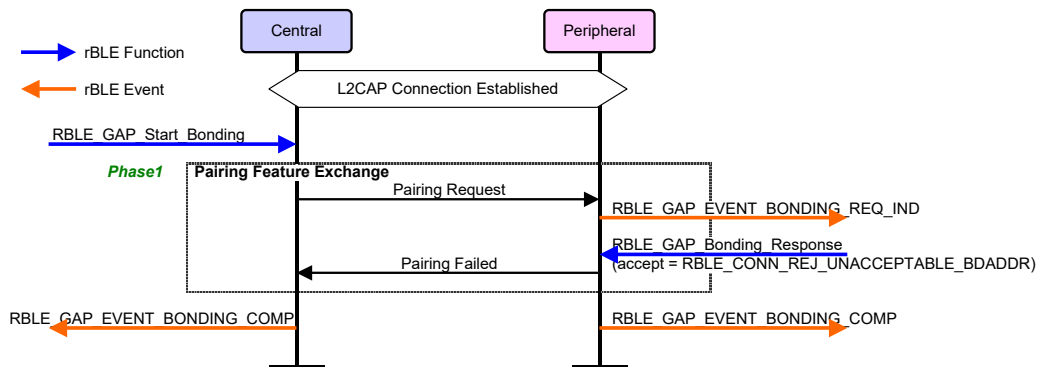 Central
Peripheral
rBLE Function
rBLE Event
L2CAP Connection Established
RBLE_GAP_Start_Bonding
Phase1
Pairing Feature Exchange
Pairing Request
RBLE_GAP_EVENT_BONDING_REQ_IND
RBLE_GAP_Bonding_Response
(accept = RBLE_CONN_REJ_UNACCEPTABLE_BDADDR)
Pairing Failed
RBLE_GAP_EVENT_BONDING_COMP
RBLE_GAP_EVENT_BONDING_COMP